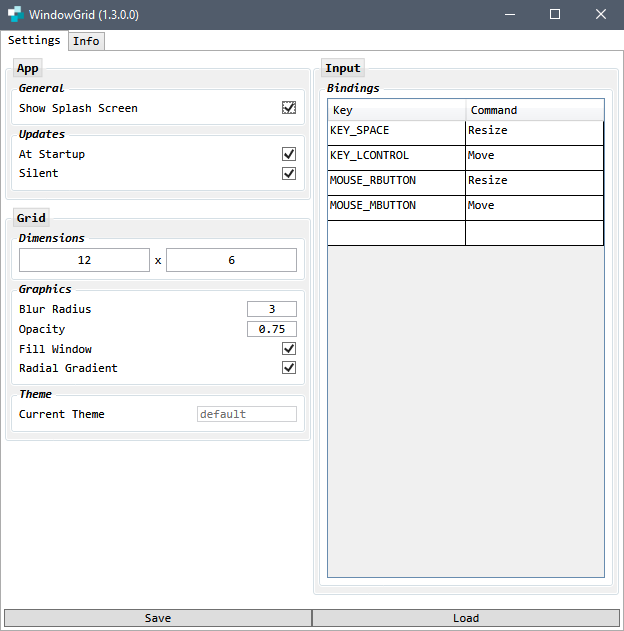 WindowGrid (1.3.0.0)
Settings Info
App
General
Show Splash Screen
Updates
At Startup
Silent
Grid
Dimensions
12 x 6
Graphics
Blur Radius 3
Opacity 0.75
Fill Window
Radial Gradient
Theme
Current Theme default
Input
Bindings
Key Command
KEY_SPACE Resize
KEY_LCONTROL Move
MOUSE_RBUTTON Resize
MOUSE_MBUTTON Move
Save Load